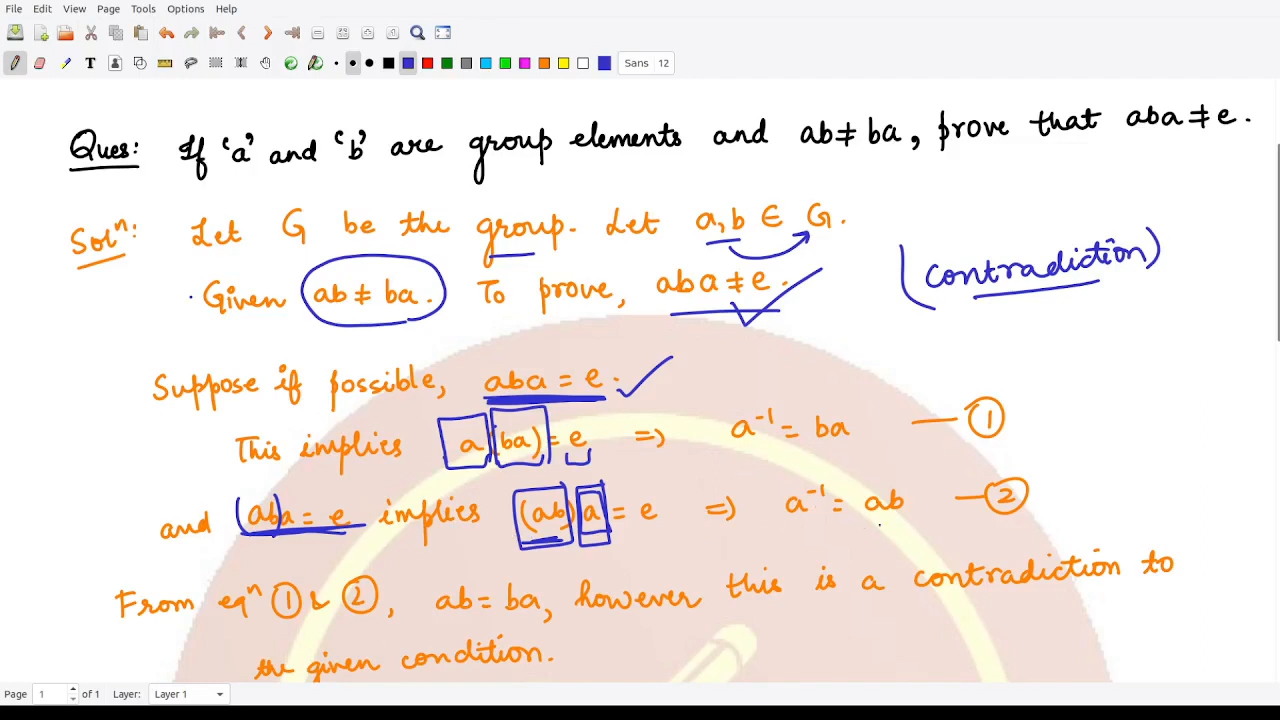 File Edit View Page Tools Options Help
Sans 12
Ques: If 'a' and 'b' are group elements and ab ≠ ba, prove that aba ≠ e.
Solⁿ: Let G be the group. Let a, b ∈ G.
Given ab ≠ ba. To prove, aba ≠ e.
(contradiction)
Suppose if possible, aba = e.
This implies a (ba) = e ⇒ a⁻¹ = ba — ①
and (ab)a = e implies (ab) a = e ⇒ a⁻¹ = ab — ②
From eqⁿ ① & ②, ab = ba, however this is a contradiction to
the given condition.
Page 1 of 1 Layer: Layer 1